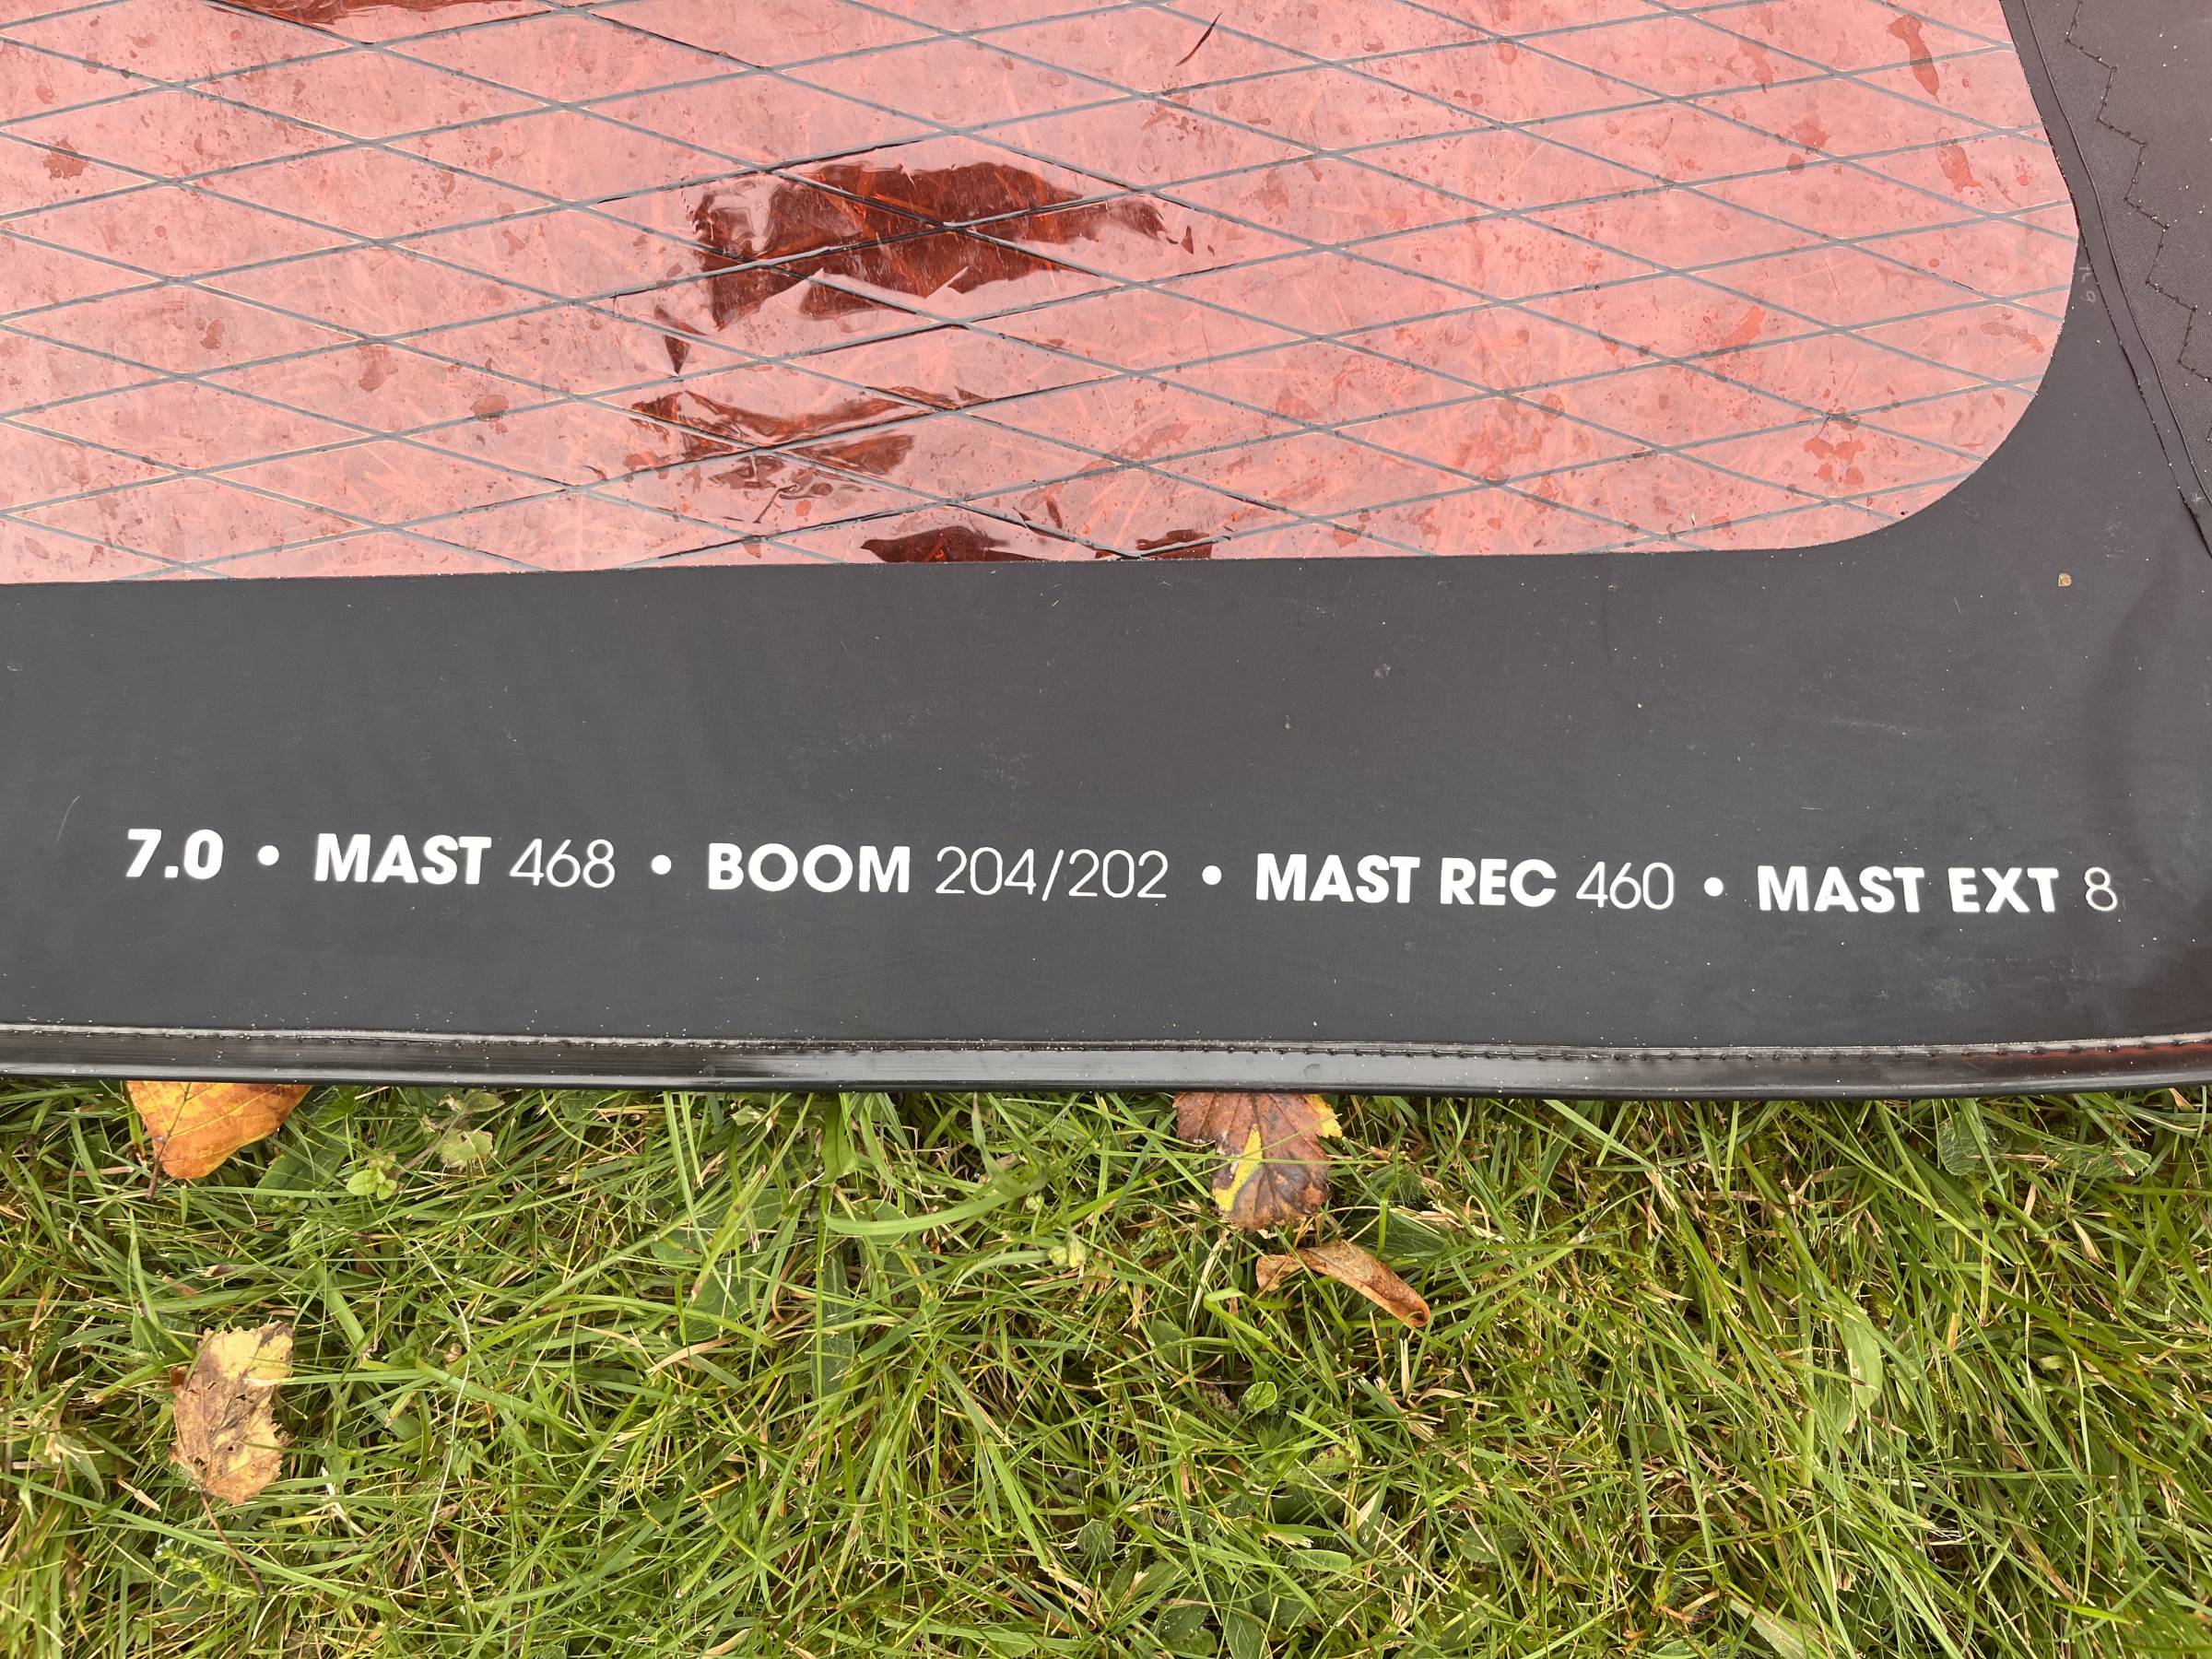 7.0 • MAST 468 • BOOM 204/202 • MAST REC 460 • MAST EXT 8